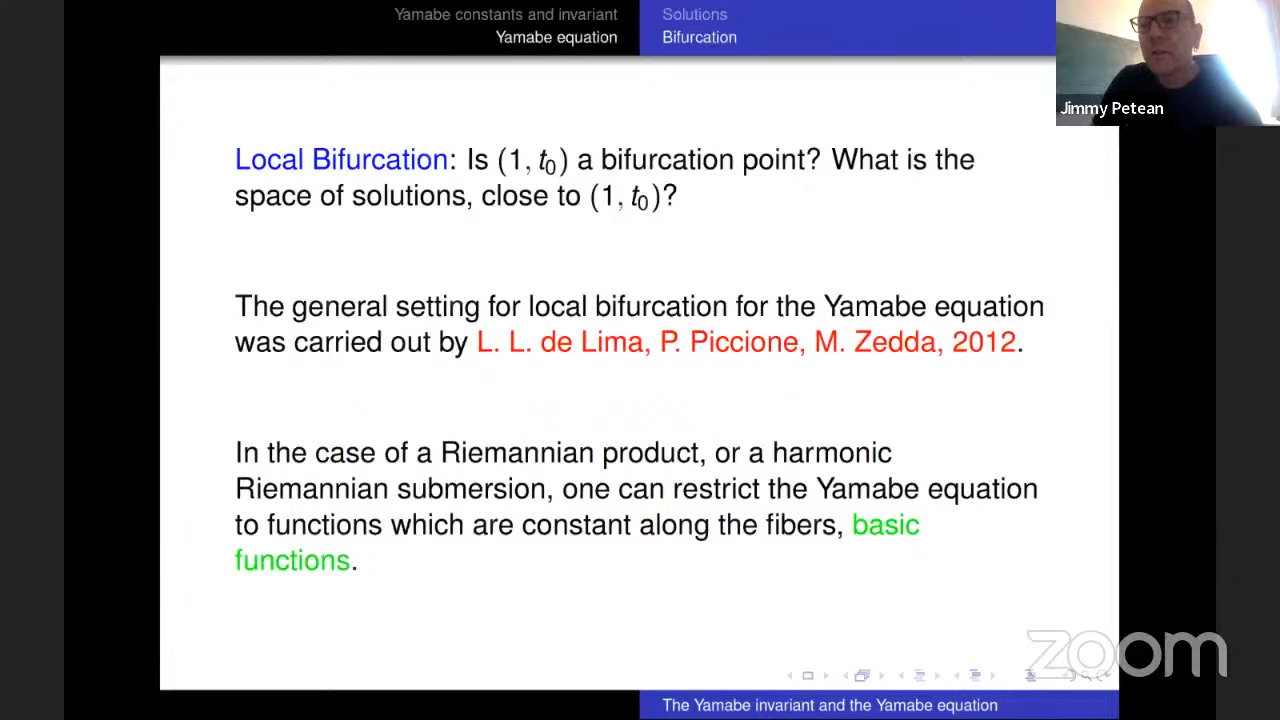 Yamabe constants and invariant
Yamabe equation
Solutions
Bifurcation
Jimmy Petean
Local Bifurcation: Is (1, t₀) a bifurcation point? What is the
space of solutions, close to (1, t₀)?
The general setting for local bifurcation for the Yamabe equation
was carried out by L. L. de Lima, P. Piccione, M. Zedda, 2012.
In the case of a Riemannian product, or a harmonic
Riemannian submersion, one can restrict the Yamabe equation
to functions which are constant along the fibers, basic
functions.
zoom
The Yamabe invariant and the Yamabe equation